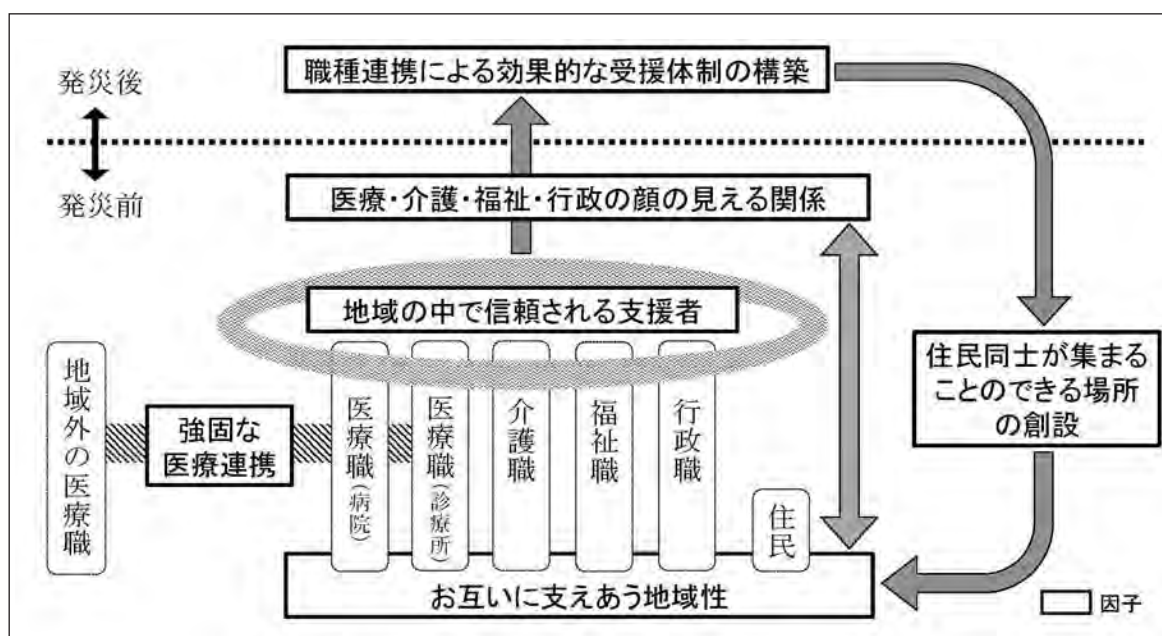 発災後
発災前
職種連携による効果的な受援体制の構築
医療・介護・福祉・行政の顔の見える関係
地域の中で信頼される支援者
地域外の医療職
強固な
医療連携
医療職(病院)
医療職(診療所)
介護職
福祉職
行政職
住民
お互いに支えあう地域性
住民同士が集まる
ことのできる場所
の創設
因子